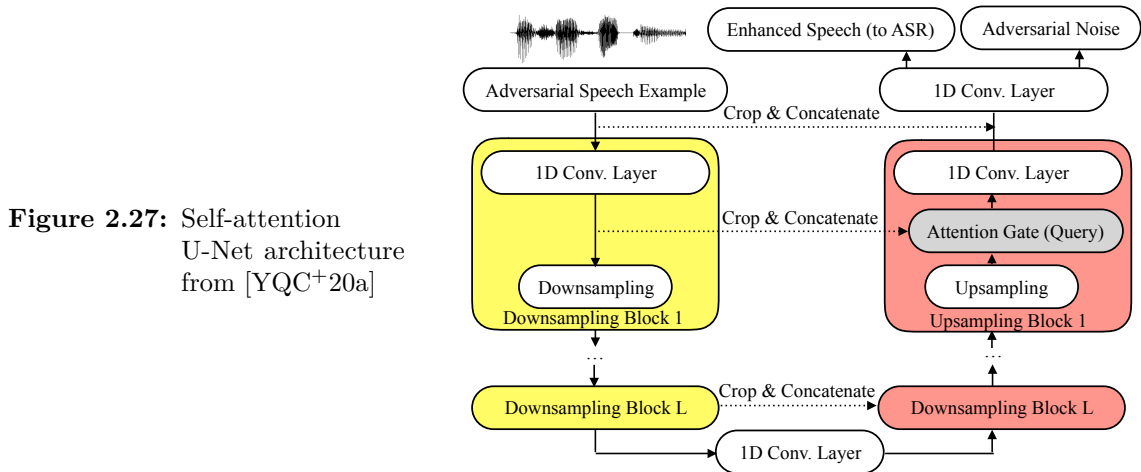 Enhanced Speech (to ASR)
Adversarial Noise
Adversarial Speech Example
1D Conv. Layer
Crop & Concatenate
1D Conv. Layer
1D Conv. Layer
Figure 2.27: Self-attention
U-Net architecture
from [YQC+20a]
Crop & Concatenate
Attention Gate (Query)
Downsampling
Upsampling
Downsampling Block 1
Upsampling Block 1
...
...
Downsampling Block L
Crop & Concatenate
Downsampling Block L
1D Conv. Layer